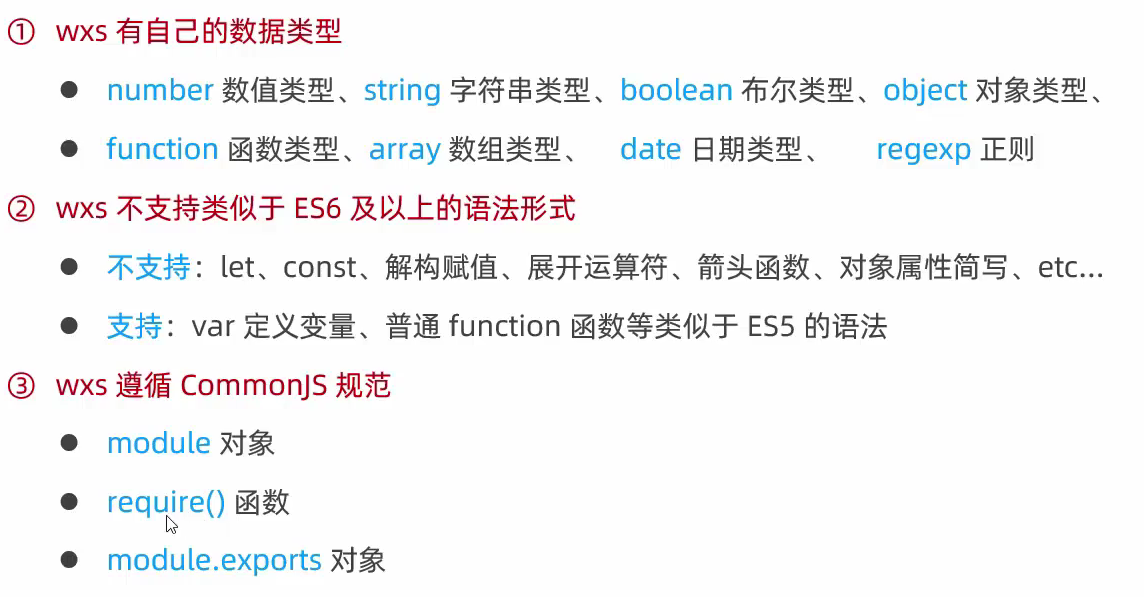 ① wxs 有自己的数据类型
● number 数值类型、string 字符串类型、boolean 布尔类型、object 对象类型、
● function 函数类型、array 数组类型、 date 日期类型、 regexp 正则
② wxs 不支持类似于 ES6 及以上的语法形式
● 不支持：let、const、解构赋值、展开运算符、箭头函数、对象属性简写、etc...
● 支持：var 定义变量、普通 function 函数等类似于 ES5 的语法
③ wxs 遵循 CommonJS 规范
● module 对象
● require() 函数
● module.exports 对象